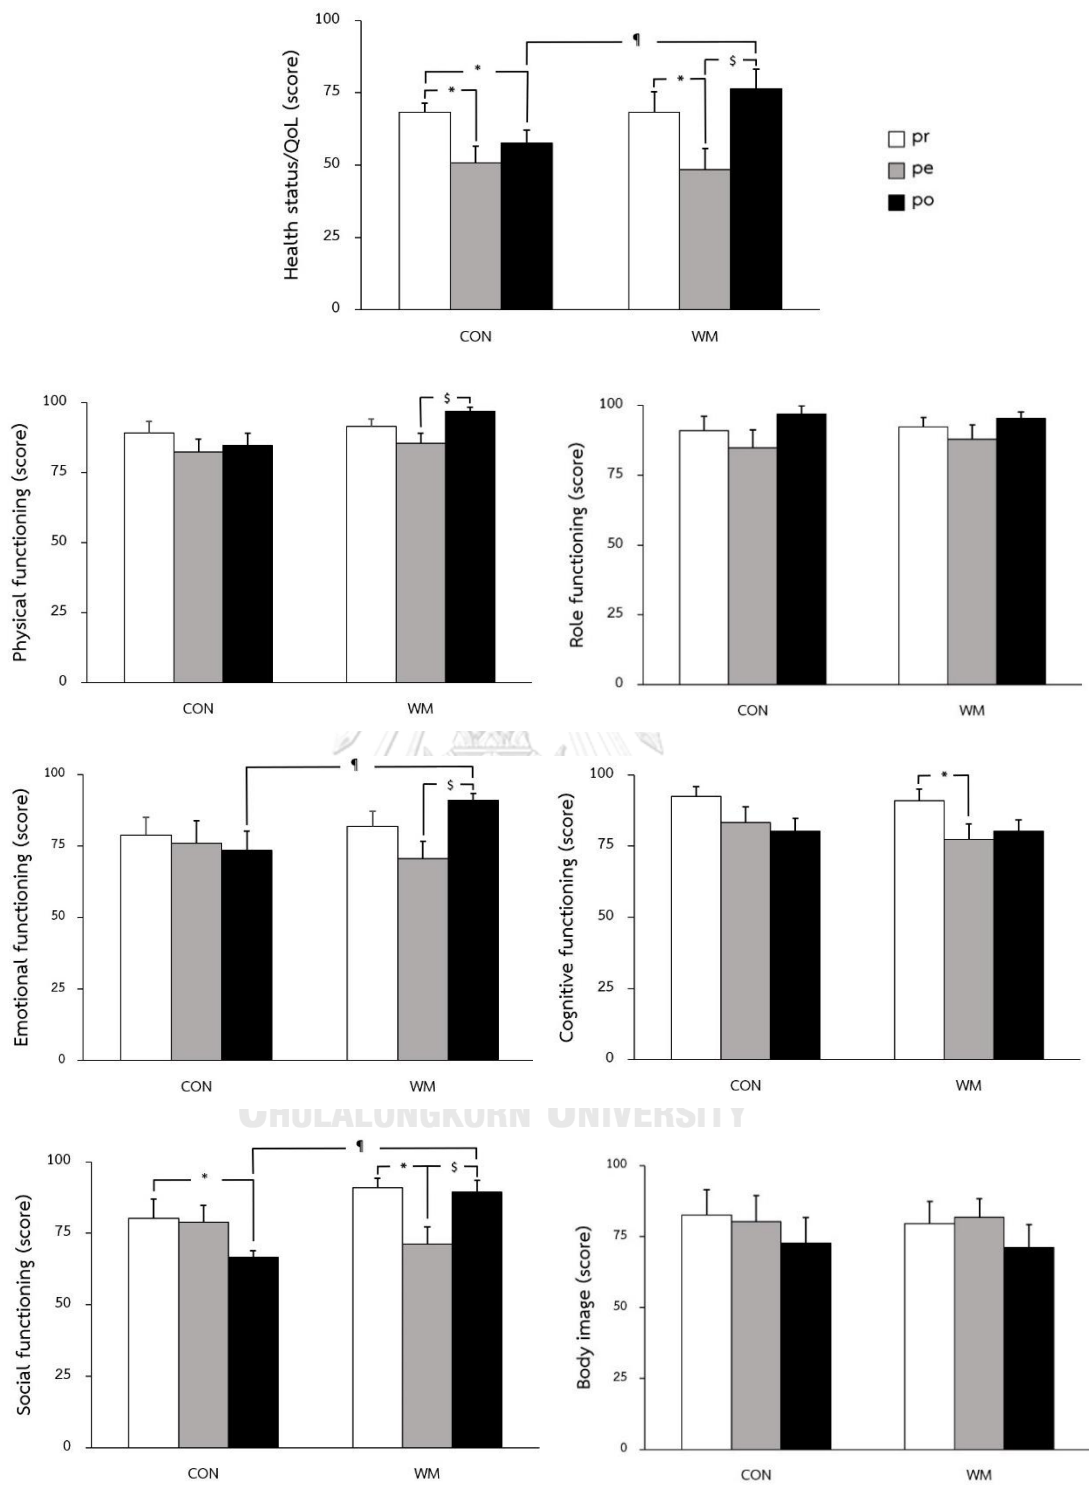 Health status/QoL (score)
100
75
50
25
0
¶
*
*
*
$
CON
WM
pr
pe
po
Physical functioning (score)
100
75
50
25
0
$
CON
WM
Role functioning (score)
100
75
50
25
0
CON
WM
Emotional functioning (score)
100
75
50
25
0
¶
$
CON
WM
Cognitive functioning (score)
100
75
50
25
0
*
CON
WM
CHULALONGKORN UNIVERSITY
Social functioning (score)
100
75
50
25
0
¶
*
*
$
CON
WM
Body image (score)
100
75
50
25
0
CON
WM